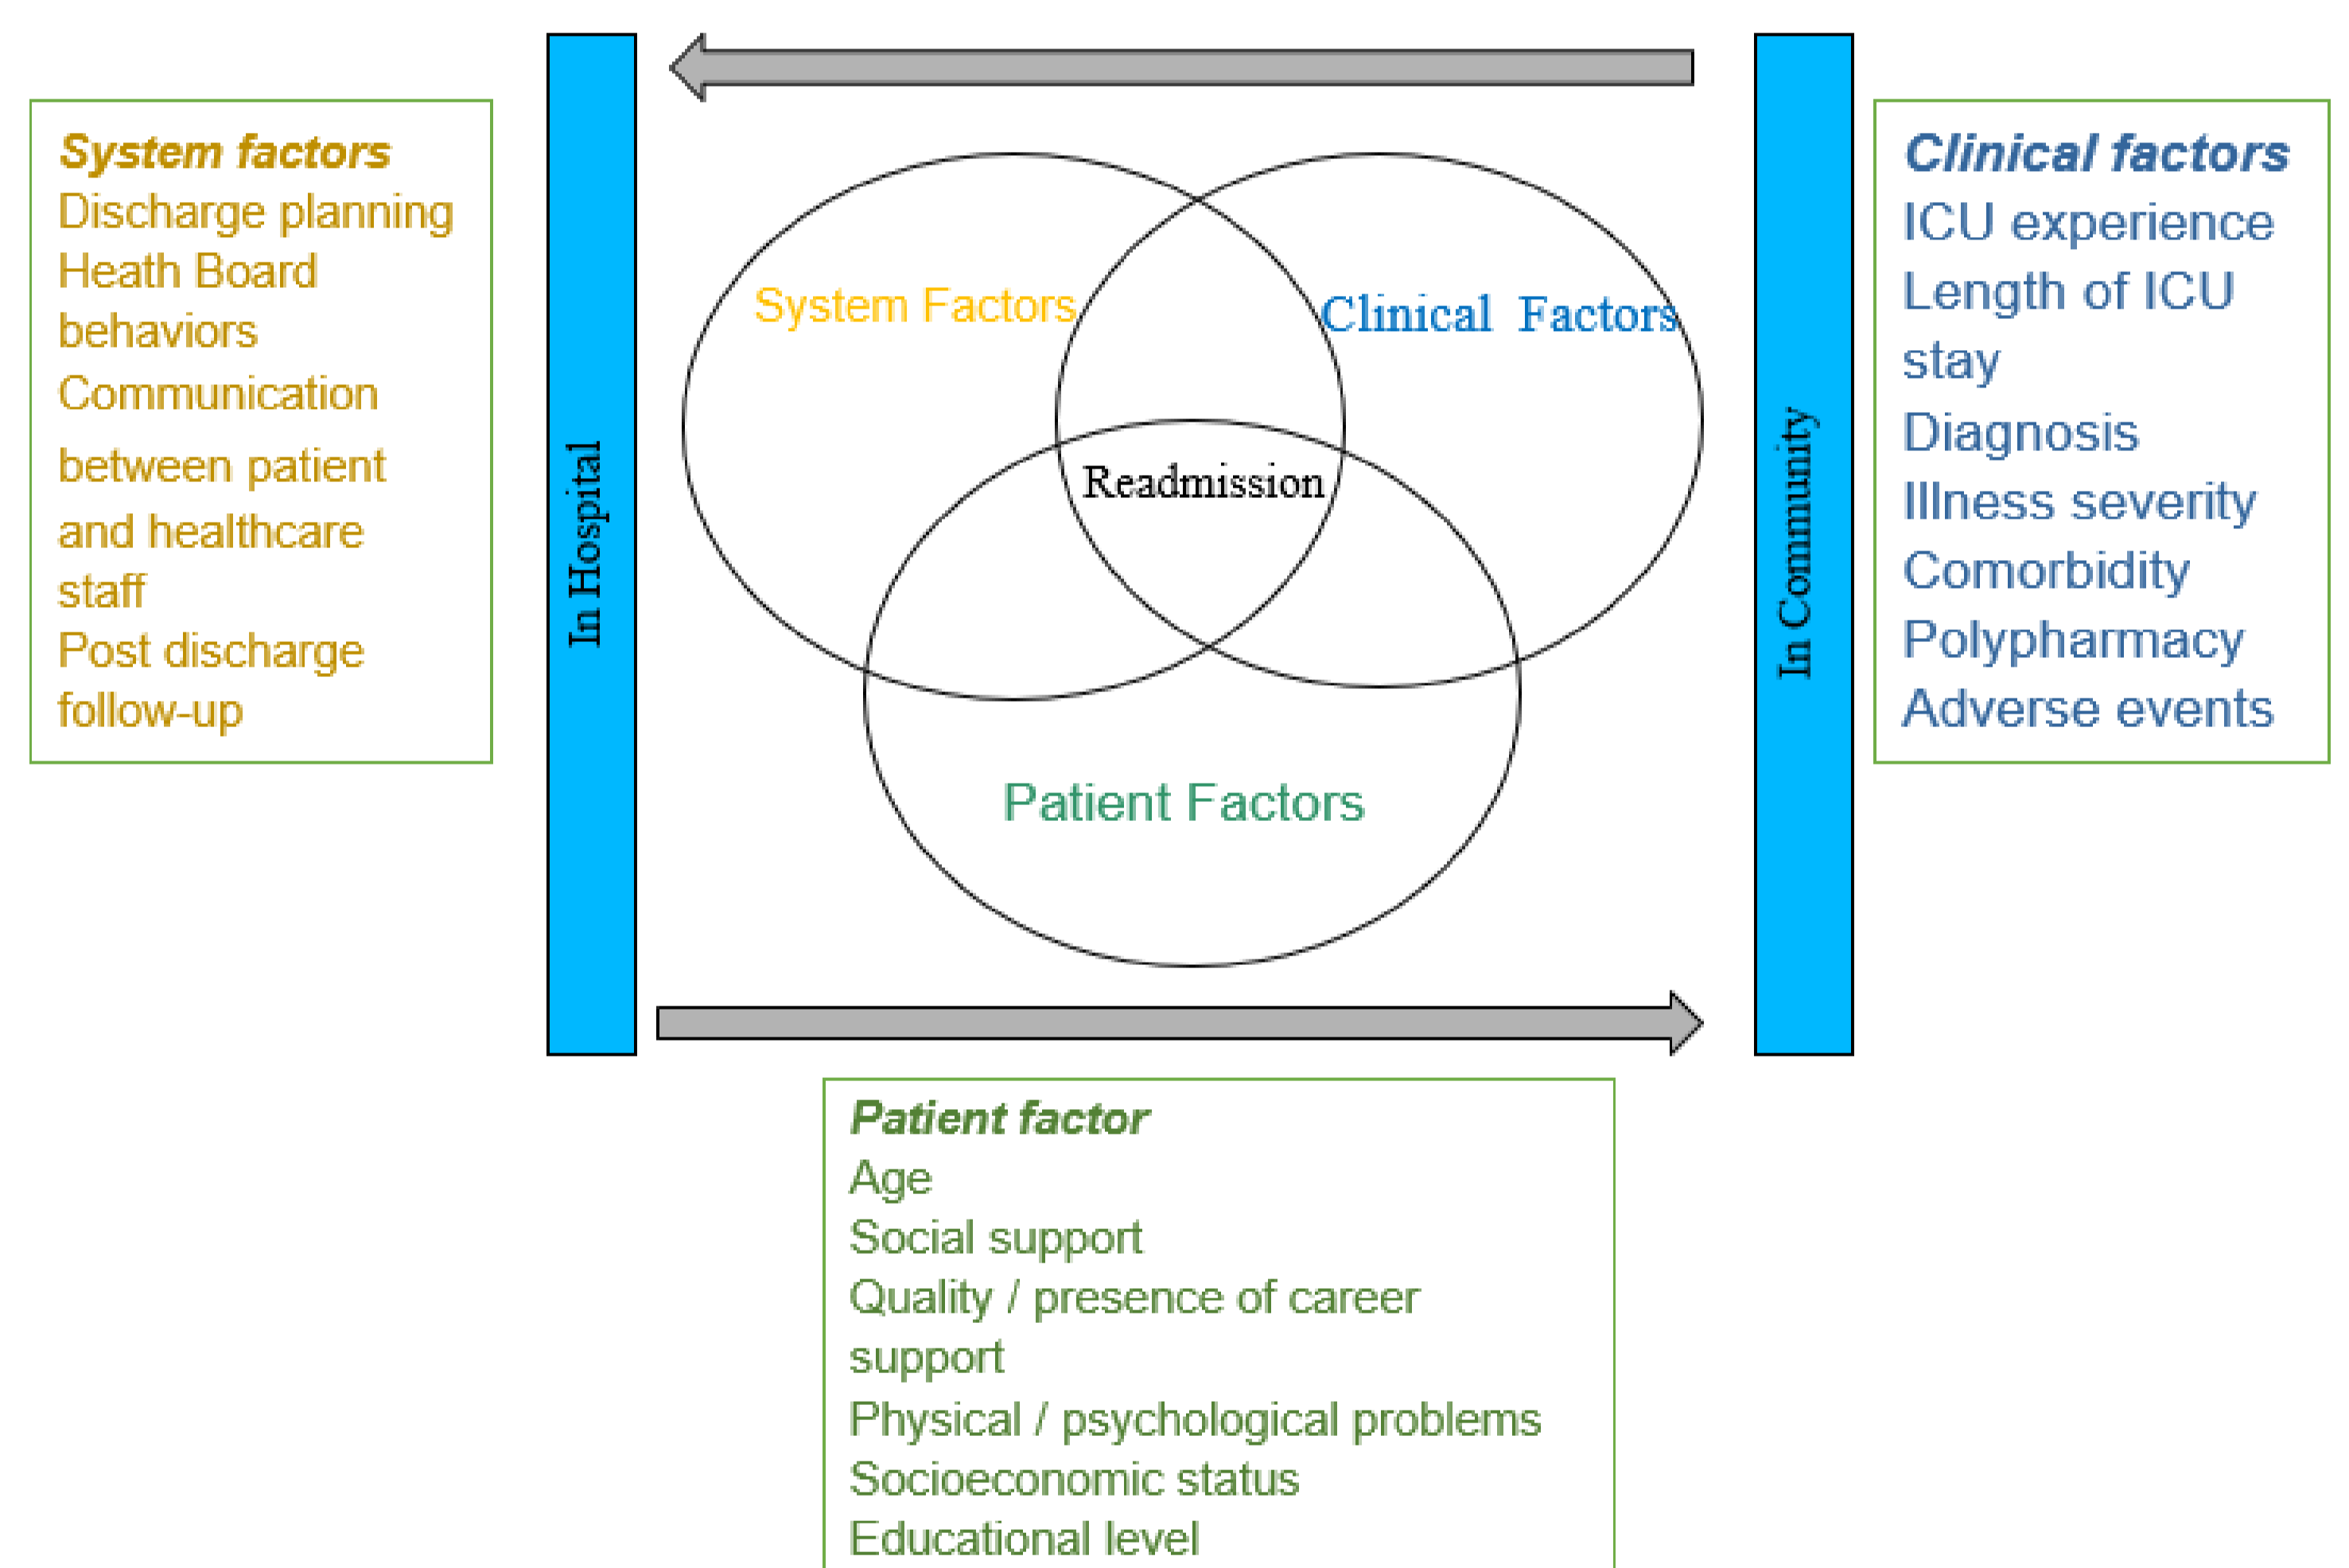 System factors
Discharge planning
Heath Board
behaviors
Communication
between patient
and healthcare
staff
Post discharge
follow-up
In Hospital
System Factors
Clinical Factors
Readmission
Patient Factors
In Community
Clinical factors
ICU experience
Length of ICU
stay
Diagnosis
Illness severity
Comorbidity
Polypharmacy
Adverse events
Patient factor
Age
Social support
Quality / presence of career
support
Physical / psychological problems
Socioeconomic status
Educational level